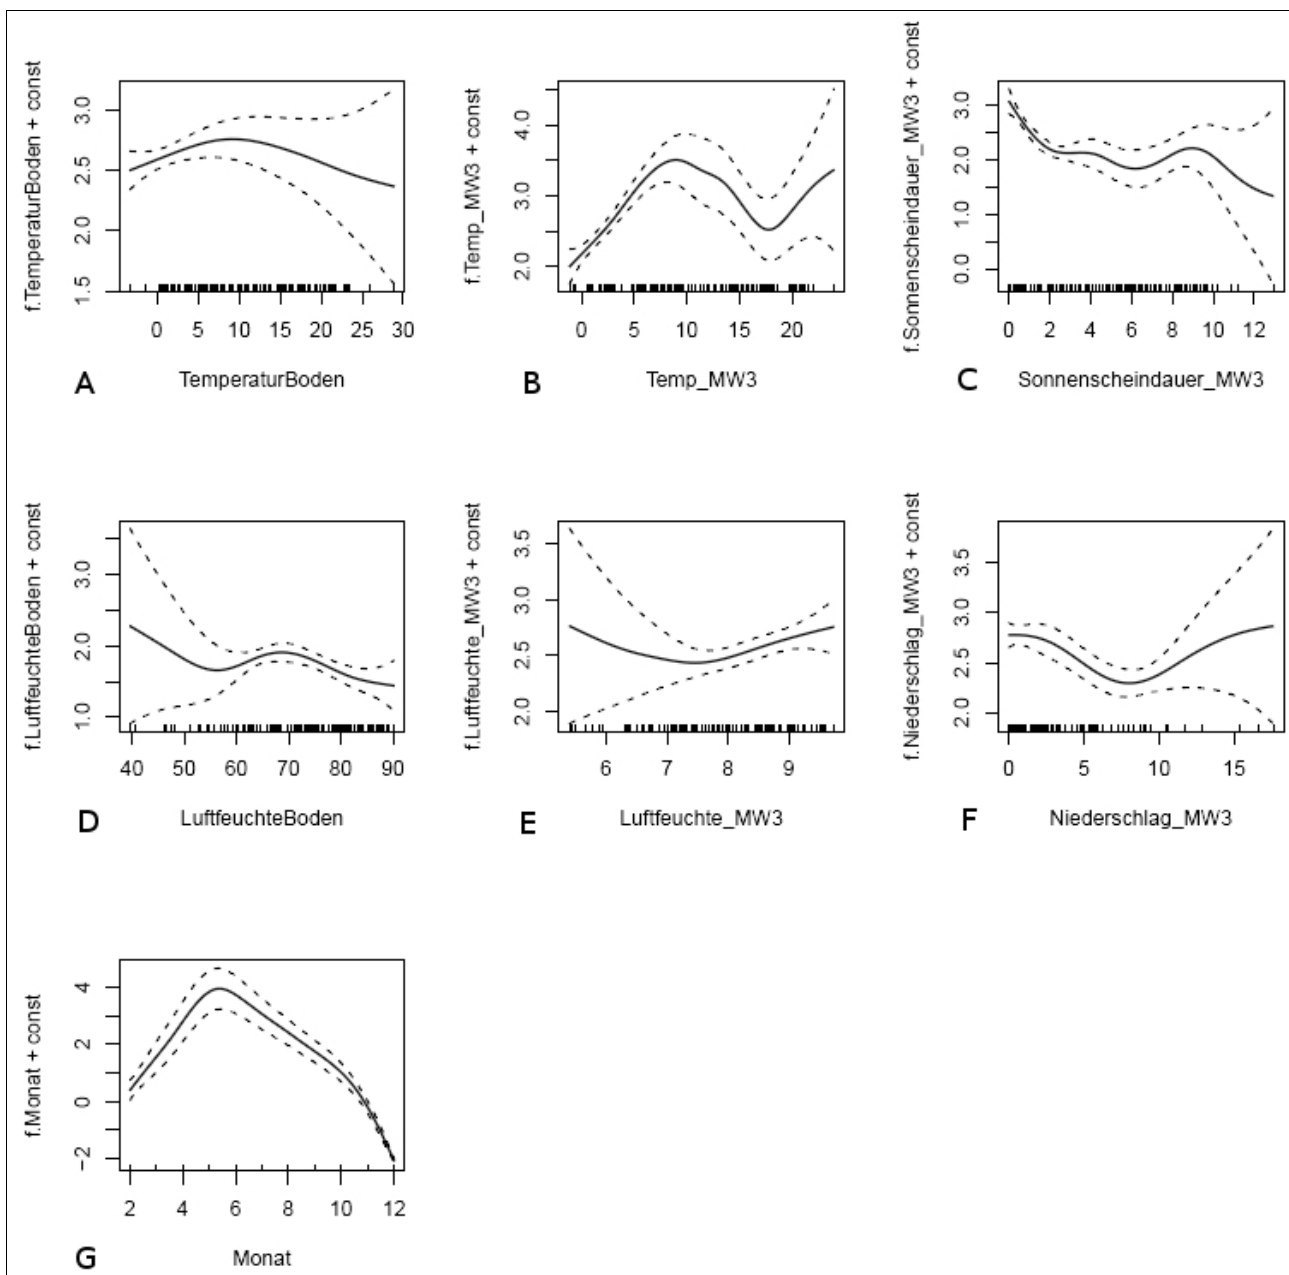 f.TemperaturBoden + const
3.0
2.5
2.0
1.5
0 5 10 15 20 25 30
A TemperaturBoden
f.Temp_MW3 + const
4.0
3.0
2.0
0 5 10 15 20
B Temp_MW3
f.Sonnenscheindauer_MW3 + const
3.0
2.0
1.0
0.0
0 2 4 6 8 10 12
C Sonnenscheindauer_MW3
f.LuftfeuchteBoden + const
3.0
2.0
1.0
40 50 60 70 80 90
D LuftfeuchteBoden
f.Luftfeuchte_MW3 + const
3.5
3.0
2.5
2.0
6 7 8 9
E Luftfeuchte_MW3
f.Niederschlag_MW3 + const
3.5
3.0
2.5
2.0
0 5 10 15
F Niederschlag_MW3
f.Monat + const
4
2
0
−2
2 4 6 8 10 12
G Monat